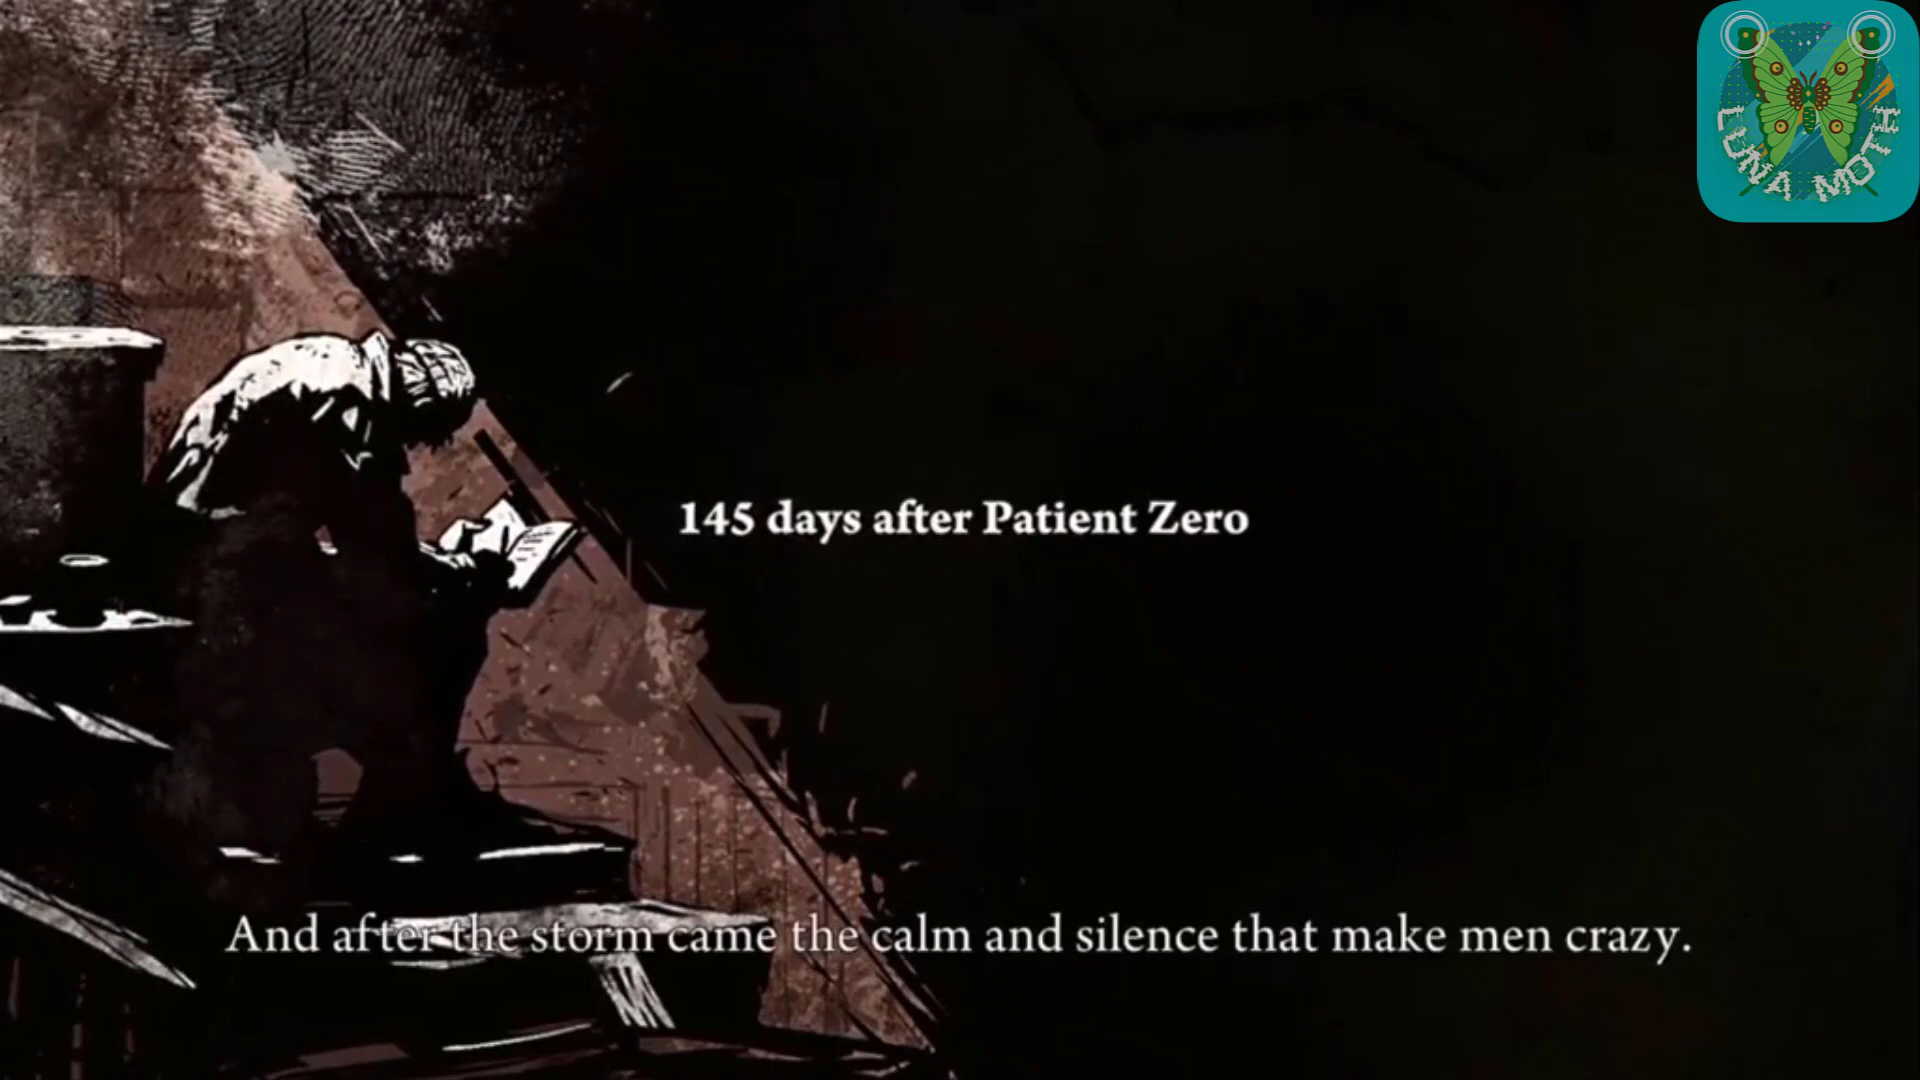 LUNA MOTH
145 days after Patient Zero
And after the storm came the calm and silence that make men crazy.